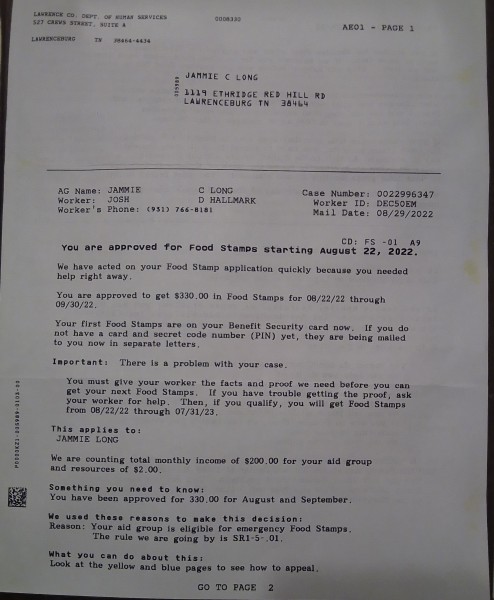 LAWRENCE CO. DEPT. OF HUMAN SERVICES
527 CREWS STREET, SUITE A
LAWRENCEBURG TN 38464-4434
0008330
AE01 - PAGE 1
JAMMIE C LONG
1119 ETHRIDGE RED HILL RD
LAWRENCEBURG TN 38464
AG Name: JAMMIE C LONG
Worker: JOSH D HALLMARK
Worker's Phone: (931) 766-8181
Case Number: 0022996347
Worker ID: DEC50EM
Mail Date: 08/29/2022
CD: FS -01 A9
You are approved for Food Stamps starting August 22, 2022.
We have acted on your Food Stamp application quickly because you needed
help right away.
You are approved to get $330.00 in Food Stamps for 08/22/22 through
09/30/22.
Your first Food Stamps are on your Benefit Security card now. If you do
not have a card and secret code number (PIN) yet, they are being mailed
to you now in separate letters.
Important: There is a problem with your case.
You must give your worker the facts and proof we need before you can
get your next Food Stamps. If you have trouble getting the proof, ask
your worker for help. Then, if you qualify, you will get Food Stamps
from 08/22/22 through 07/31/23.
This applies to:
JAMMIE LONG
We are counting total monthly income of $200.00 for your aid group
and resources of $2.00.
Something you need to know:
You have been approved for 330.00 for August and September.
We used these reasons to make this decision:
Reason: Your aid group is eligible for emergency Food Stamps.
The rule we are going by is SR1-5-.01.
What you can do about this:
Look at the yellow and blue pages to see how to appeal.
GO TO PAGE 2